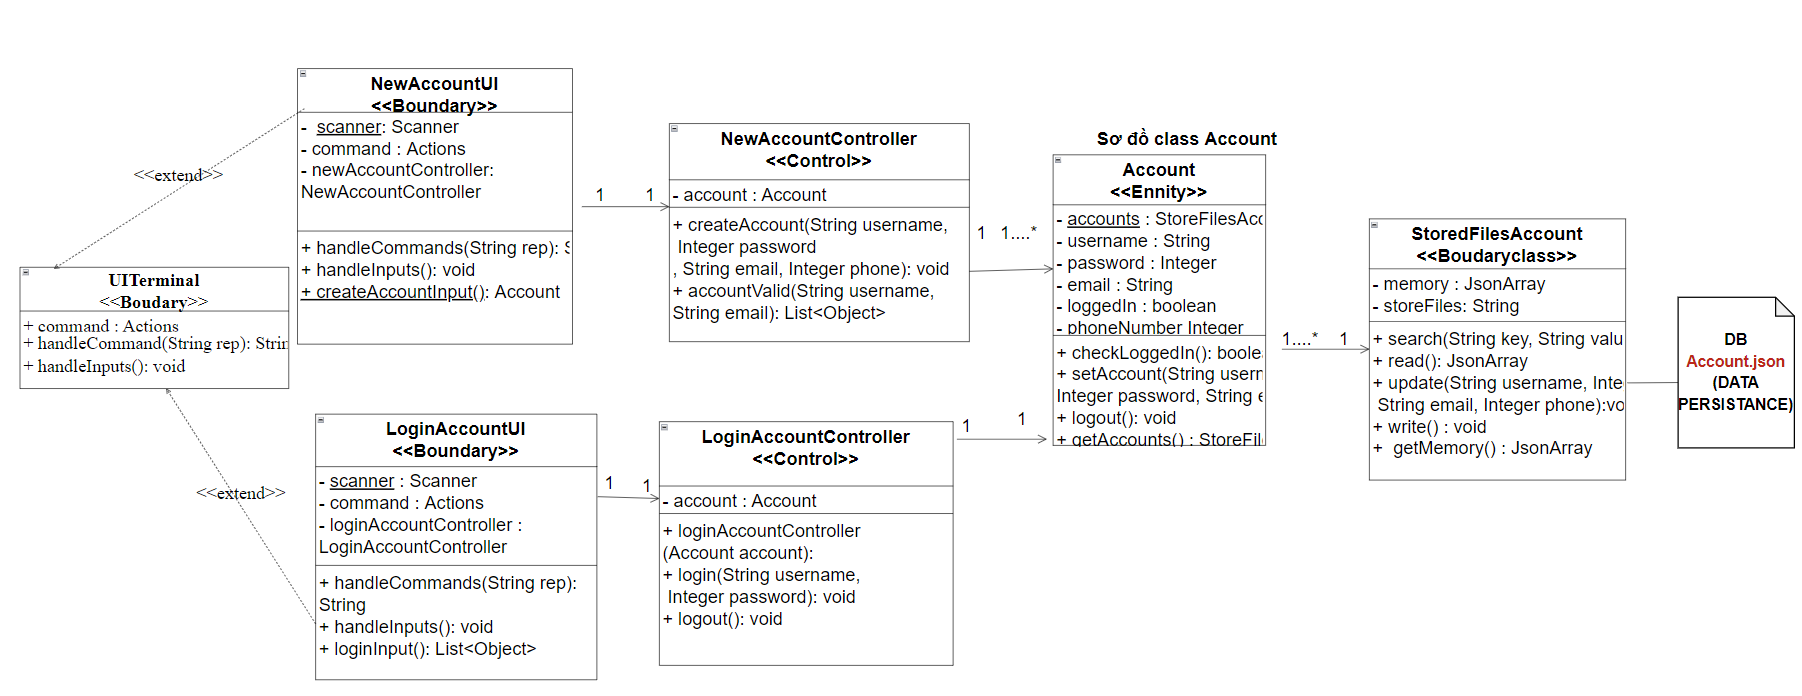 NewAccountUI
<<Boundary>>
- scanner: Scanner
- command : Actions
- newAccountController:
NewAccountController
+ handleCommands(String rep): S
+ handleInputs(): void
+ createAccountInput(): Account
<<extend>>
UITerminal
<<Boudary>>
+ command : Actions
+ handleCommand(String rep): Strin
+ handleInputs(): void
<<extend>>
LoginAccountUI
<<Boundary>>
- scanner : Scanner
- command : Actions
- loginAccountController :
LoginAccountController
+ handleCommands(String rep):
String
+ handleInputs(): void
+ loginInput(): List<Object>
1 1
1 1
NewAccountController
<<Control>>
- account : Account
+ createAccount(String username,
Integer password
, String email, Integer phone): void
+ accountValid(String username,
String email): List<Object>
LoginAccountController
<<Control>>
- account : Account
+ loginAccountController
(Account account):
+ login(String username,
Integer password): void
+ logout(): void
1 1....*
1 1
Sơ đồ class Account
Account
<<Ennity>>
- accounts : StoreFilesAcc
- username : String
- password : Integer
- email : String
- loggedIn : boolean
- phoneNumber Integer
+ checkLoggedIn(): boolea
+ setAccount(String usern
Integer password, String e
+ logout(): void
+ getAccounts() : StoreFil
1....* 1
StoredFilesAccount
<<Boudaryclass>>
- memory : JsonArray
- storeFiles: String
+ search(String key, String valu
+ read(): JsonArray
+ update(String username, Inte
String email, Integer phone):vo
+ write() : void
+ getMemory() : JsonArray
DB
Account.json
(DATA
PERSISTANCE)